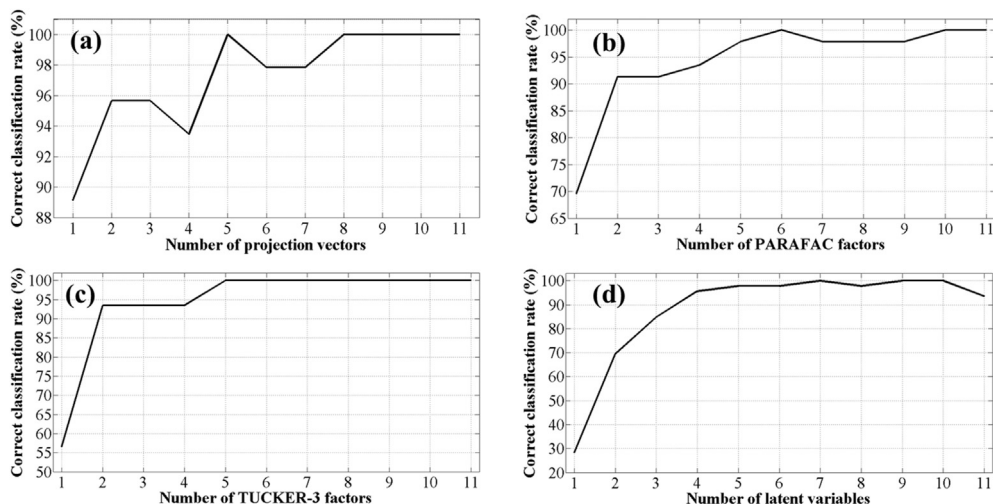 (a)
Correct classification rate (%)
100
98
96
94
92
90
88
1 2 3 4 5 6 7 8 9 10 11
Number of projection vectors
(b)
Correct classification rate (%)
100
95
90
85
80
75
70
65
1 2 3 4 5 6 7 8 9 10 11
Number of PARAFAC factors
(c)
Correct classification rate (%)
100
95
90
85
80
75
70
65
60
55
50
1 2 3 4 5 6 7 8 9 10 11
Number of TUCKER-3 factors
(d)
Correct classification rate (%)
100
90
80
70
60
50
40
30
20
1 2 3 4 5 6 7 8 9 10 11
Number of latent variables